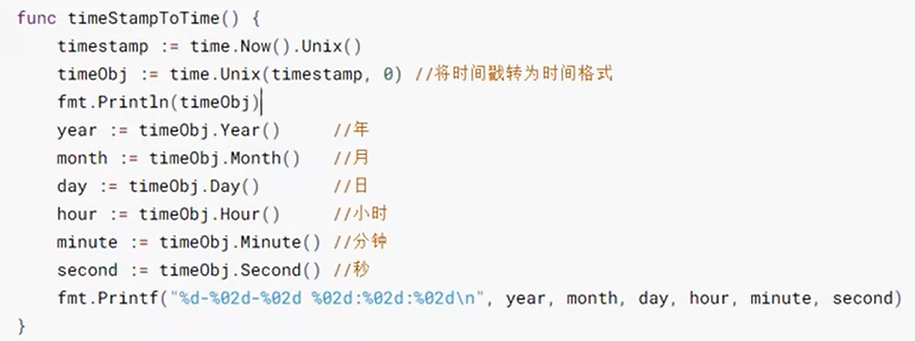 func timeStampToTime() {
    timestamp := time.Now().Unix()
    timeObj := time.Unix(timestamp, 0) //将时间戳转为时间格式
    fmt.Println(timeObj)
    year := timeObj.Year()     //年
    month := timeObj.Month()   //月
    day := timeObj.Day()       //日
    hour := timeObj.Hour()     //小时
    minute := timeObj.Minute() //分钟
    second := timeObj.Second() //秒
    fmt.Printf("%d-%02d-%02d %02d:%02d:%02d\n", year, month, day, hour, minute, second)
}